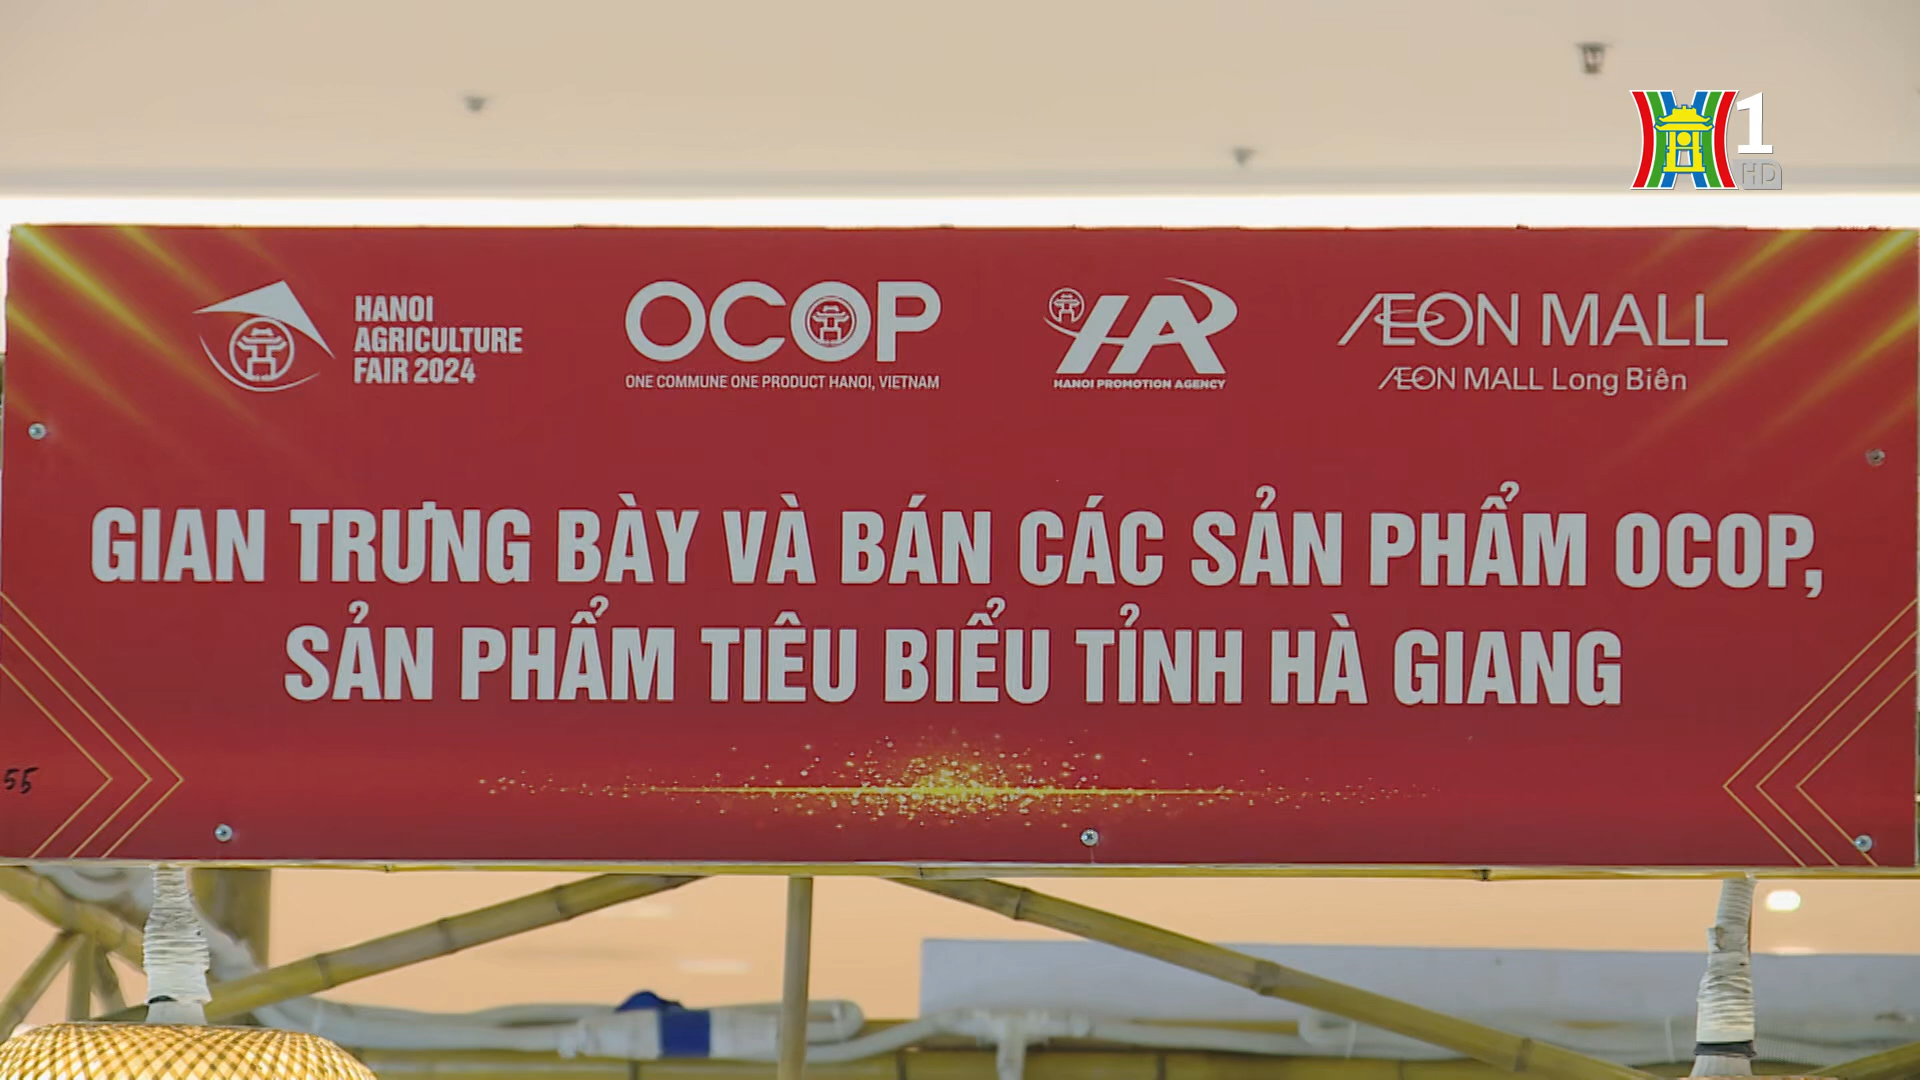 1
HD
HANOI
AGRICULTURE
FAIR 2024
OCOP
ONE COMMUNE ONE PRODUCT HANOI, VIETNAM
HPA
HANOI PROMOTION AGENCY
ÆON MALL
ÆON MALL Long Biên
GIAN TRƯNG BÀY VÀ BÁN CÁC SẢN PHẨM OCOP,
SẢN PHẨM TIÊU BIỂU TỈNH HÀ GIANG
55